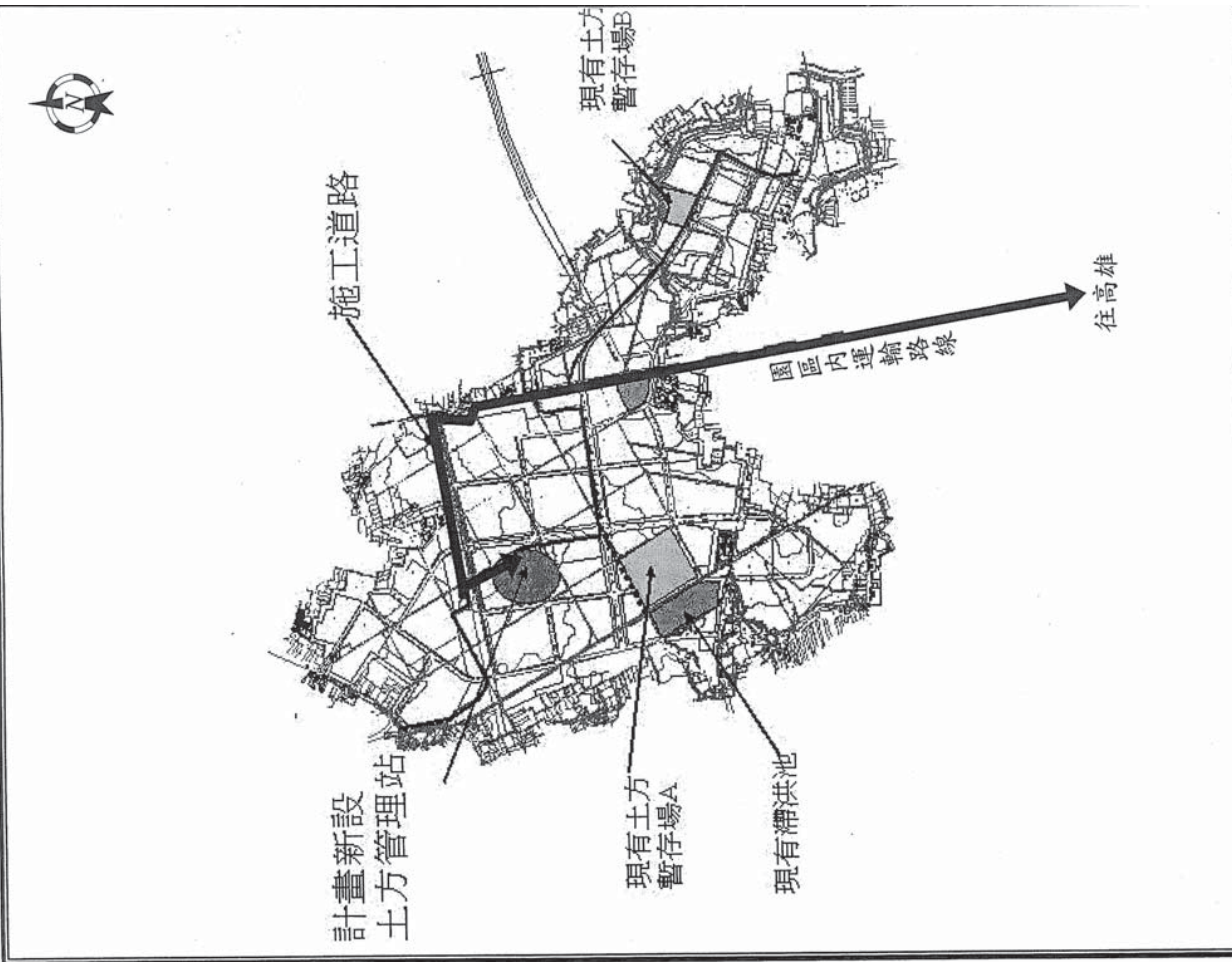 N
現有土方
暫存場B
施工道路
園區內運輸路線
往高雄
計畫新設
土方管理站
現有土方
暫存場A
現有滯洪池